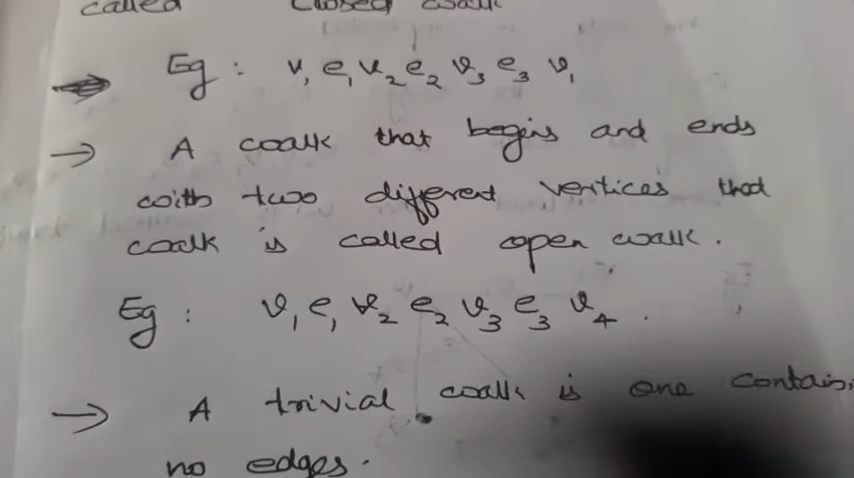 called closed walk
Eg : v₁ e₁ v₂ e₂ v₃ e₃ v₁
→ A walk that begins and ends
with two different vertices that
walk is called open walk.
Eg : v₁ e₁ v₂ e₂ v₃ e₃ v₄ .
→ A trivial walk is one contain
no edges.